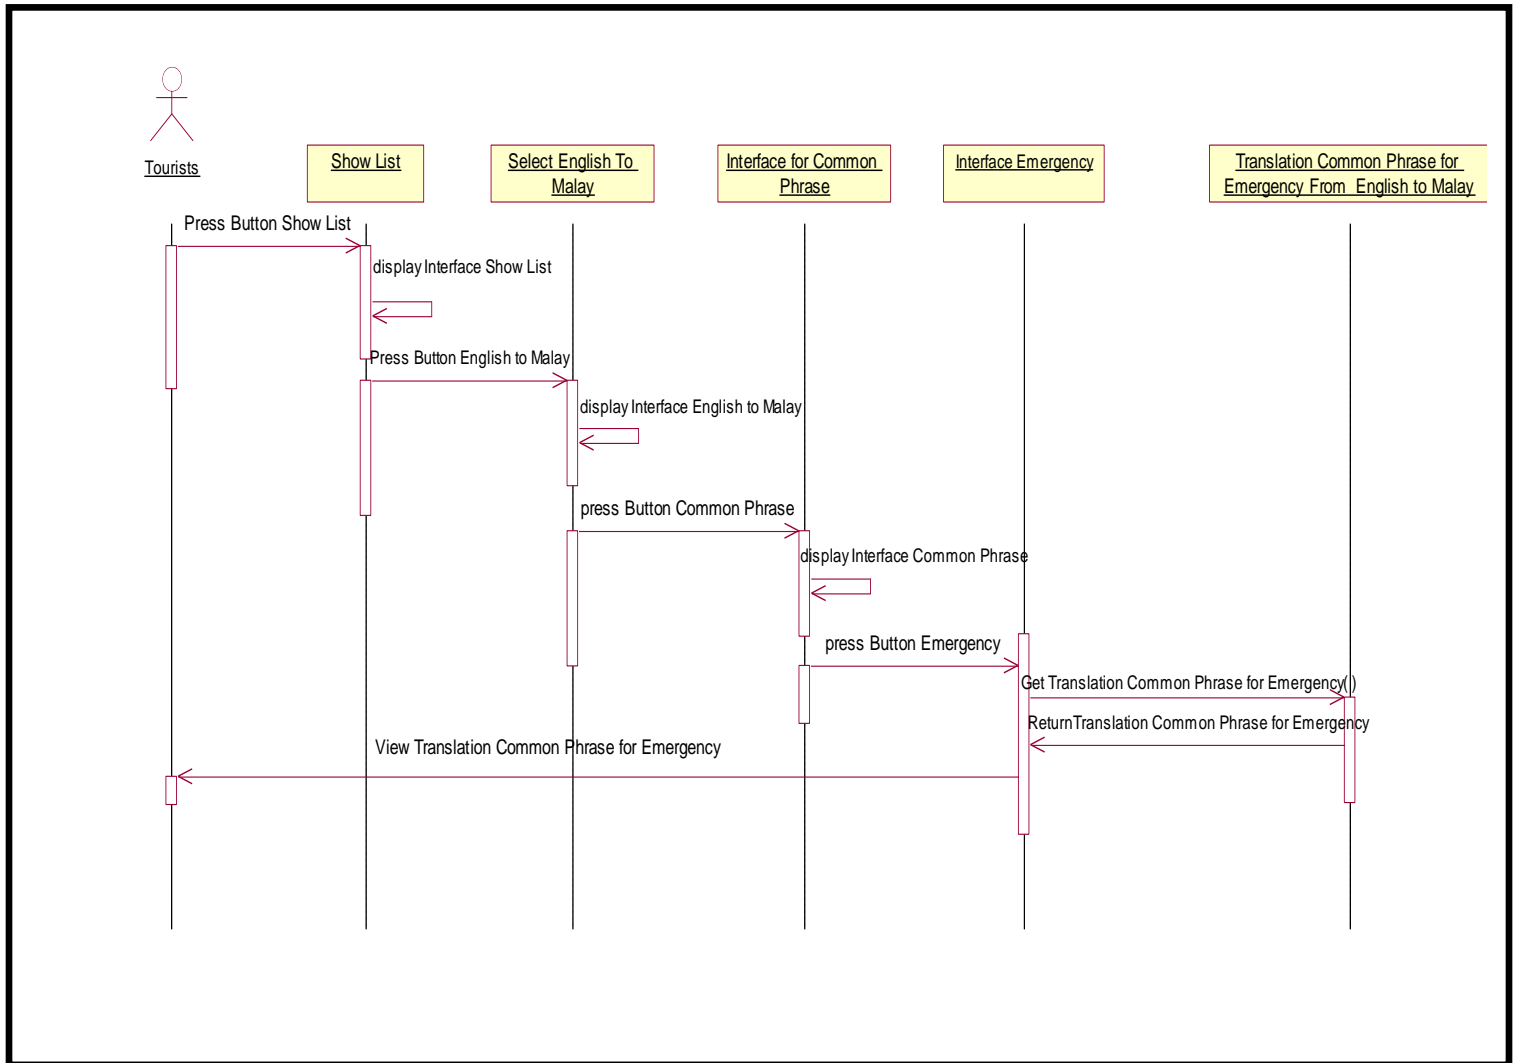 Tourists
Show List
Select English To
Malay
Interface for Common
Phrase
Interface Emergency
Translation Common Phrase for
Emergency From English to Malay
Press Button Show List
display Interface Show List
Press Button English to Malay
display Interface English to Malay
press Button Common Phrase
display Interface Common Phrase
press Button Emergency
Get Translation Common Phrase for Emergency( )
ReturnTranslation Common Phrase for Emergency
View Translation Common Phrase for Emergency